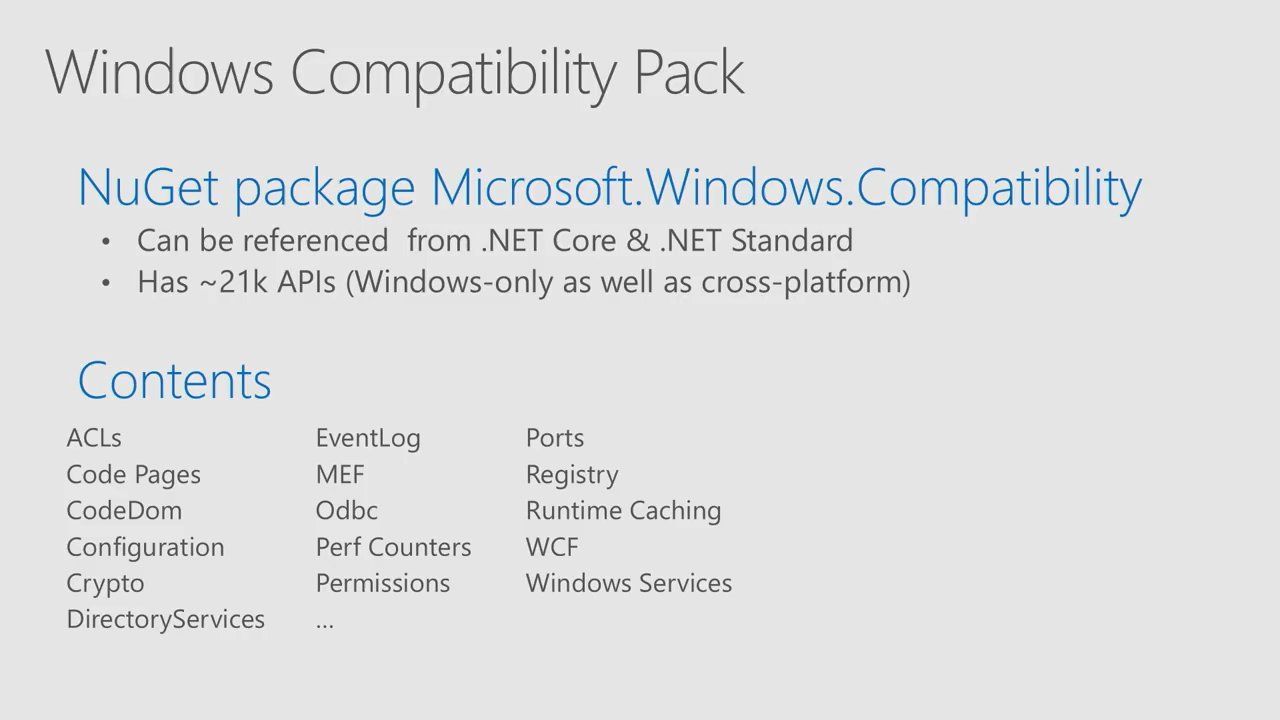 Windows Compatibility Pack
NuGet package Microsoft.Windows.Compatibility
• Can be referenced from .NET Core & .NET Standard
• Has ~21k APIs (Windows-only as well as cross-platform)
Contents
ACLs
Code Pages
CodeDom
Configuration
Crypto
DirectoryServices
EventLog
MEF
Odbc
Perf Counters
Permissions
...
Ports
Registry
Runtime Caching
WCF
Windows Services